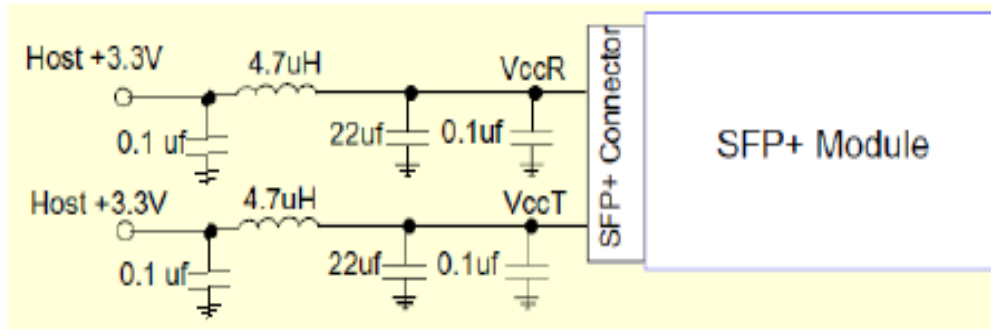 Host +3.3V
4.7uH
VccR
0.1 uf
22uf
0.1uf
SFP+ Connector
SFP+ Module
Host +3.3V
4.7uH
VccT
0.1 uf
22uf
0.1uf